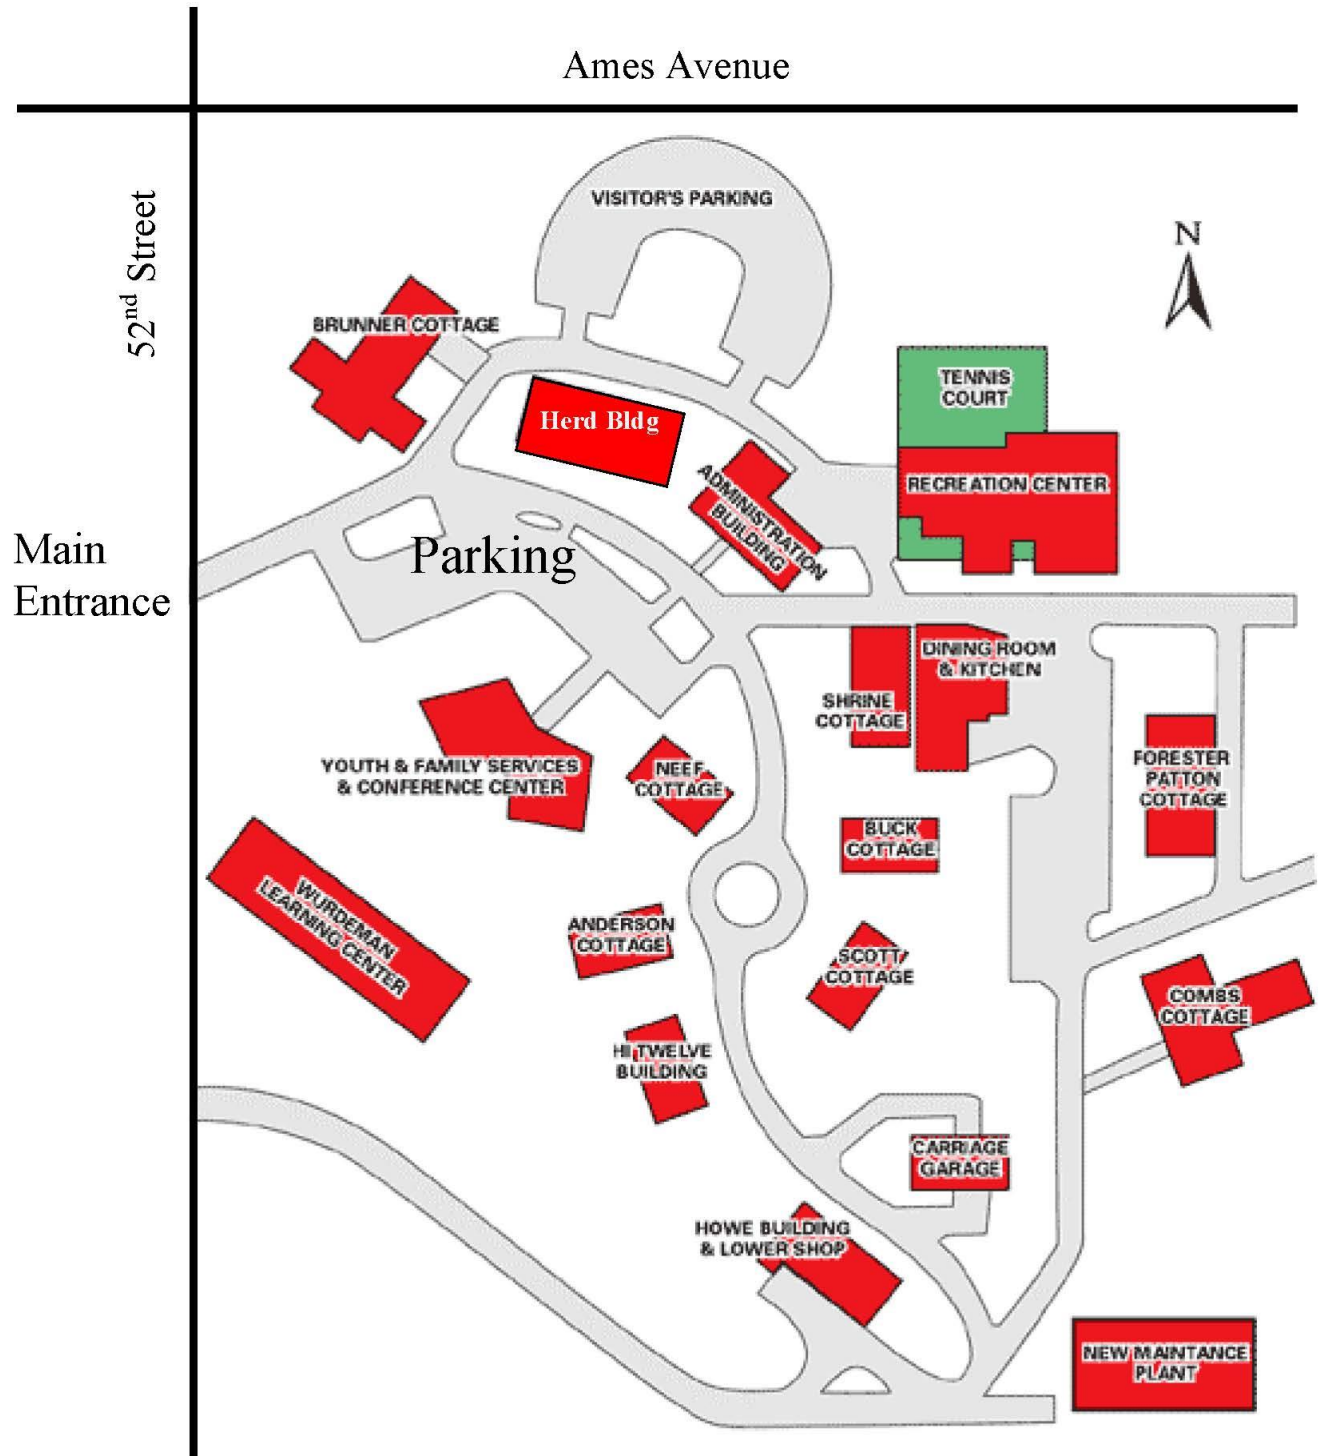 Ames Avenue
52nd Street
VISITOR'S PARKING
N
BRUNNER COTTAGE
TENNIS
COURT
Herd Bldg
ADMINISTRATION
BUILDING
RECREATION CENTER
Main
Entrance
Parking
DINING ROOM
& KITCHEN
SHRINE
COTTAGE
FORESTER
PATTON
COTTAGE
YOUTH & FAMILY SERVICES
& CONFERENCE CENTER
NEEF
COTTAGE
BUCK
COTTAGE
WURDEMAN
LEARNING CENTER
ANDERSON
COTTAGE
SCOTT
COTTAGE
COMBS
COTTAGE
HI TWELVE
BUILDING
CARRIAGE
GARAGE
HOWE BUILDING
& LOWER SHOP
NEW MAINTANCE
PLANT